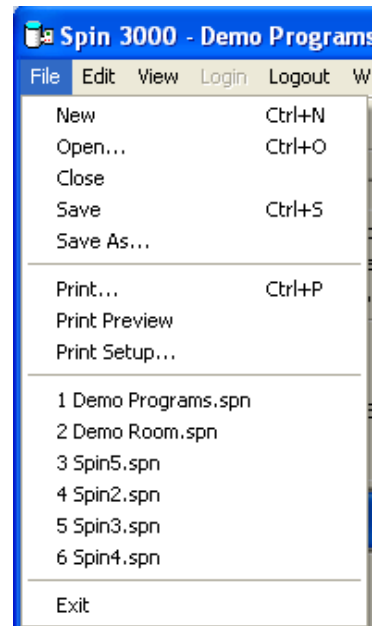 Spin 3000 - Demo Programs
File Edit View Login Logout W
New Ctrl+N
Open... Ctrl+O
Close
Save Ctrl+S
Save As...
Print... Ctrl+P
Print Preview
Print Setup...
1 Demo Programs.spn
2 Demo Room.spn
3 Spin5.spn
4 Spin2.spn
5 Spin3.spn
6 Spin4.spn
Exit